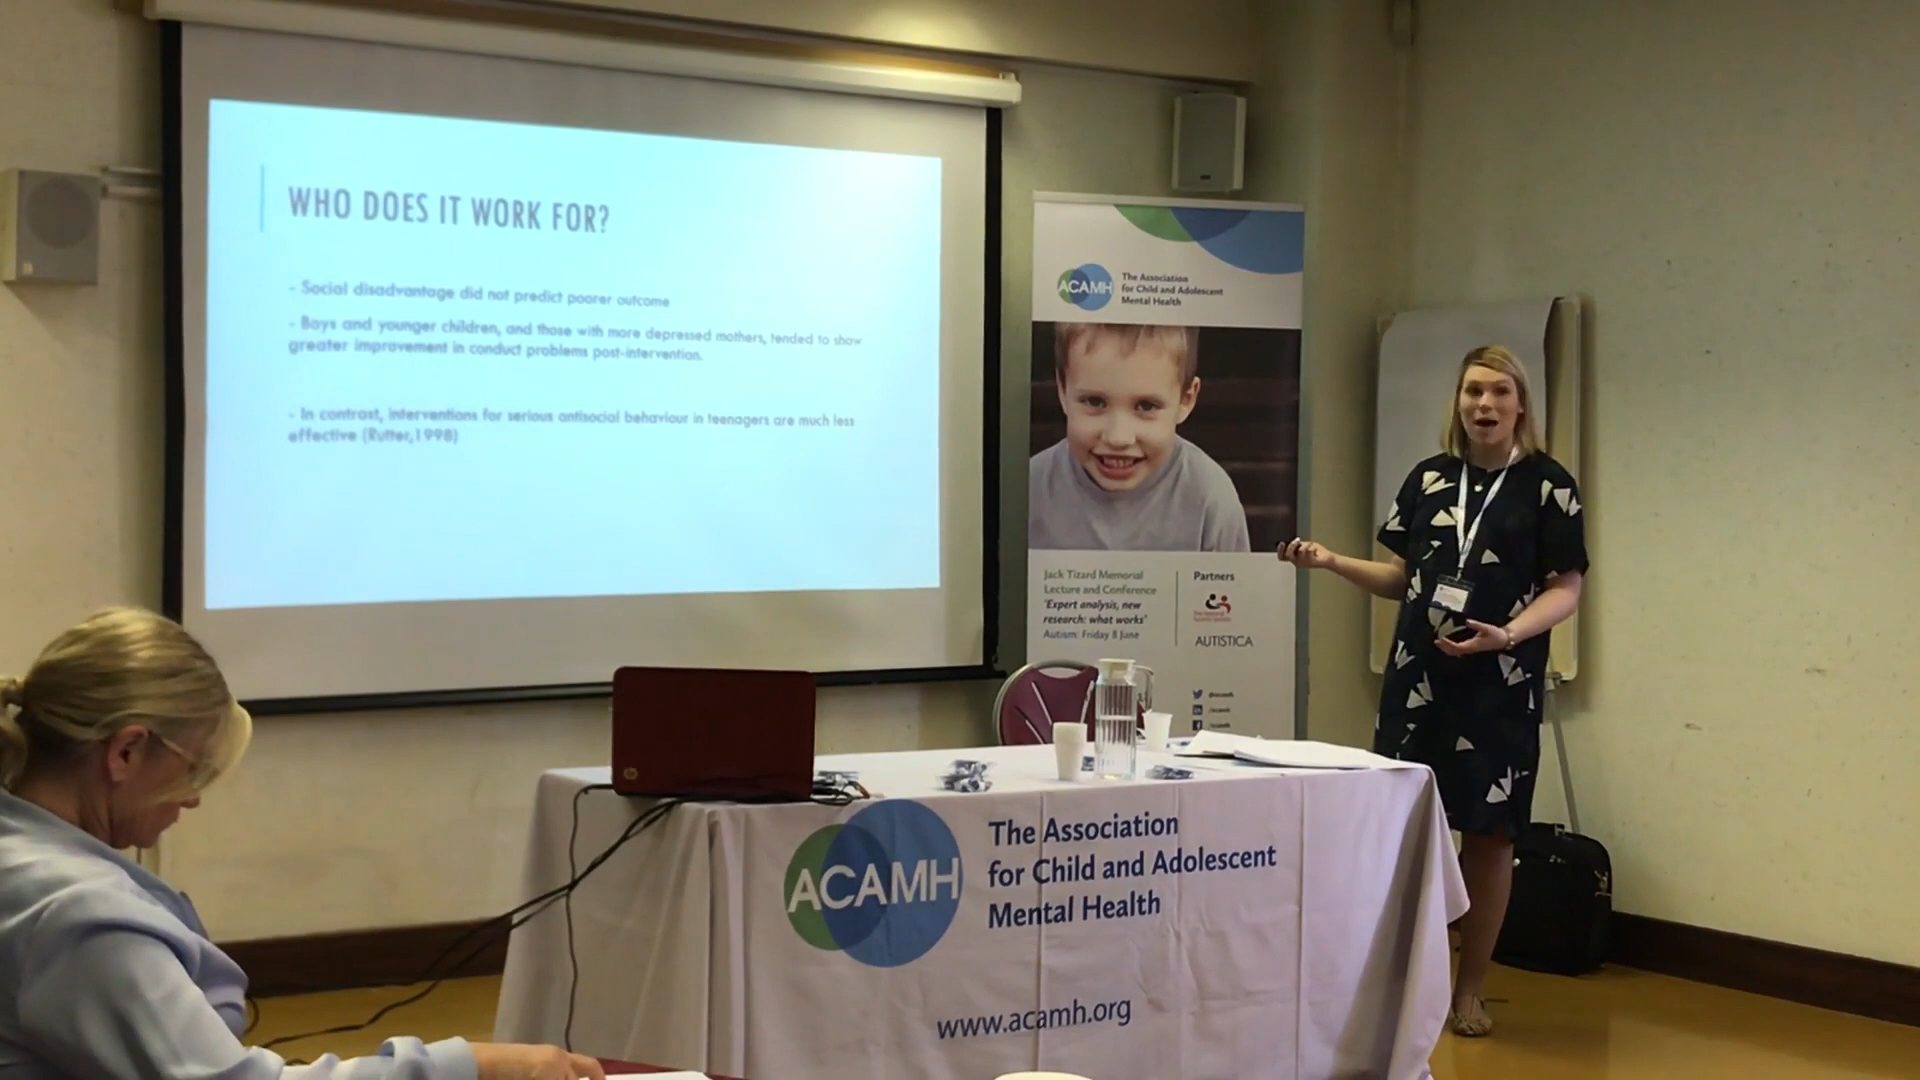 WHO DOES IT WORK FOR?
- Social disadvantage did not predict poorer outcome
- Boys and younger children, and those with more depressed mothers, tended to show
greater improvement in conduct problems post-intervention.
- In contrast, interventions for serious antisocial behaviour in teenagers are much less
effective (Rutter,1998)
ACAMH
The Association
for Child and Adolescent
Mental Health
Jack Tizard Memorial
Lecture and Conference
"Expert analysis, new
research: what works"
Autism: Friday 8 June
Partners
AUTISTICA
ACAMH
The Association
for Child and Adolescent
Mental Health
www.acamh.org